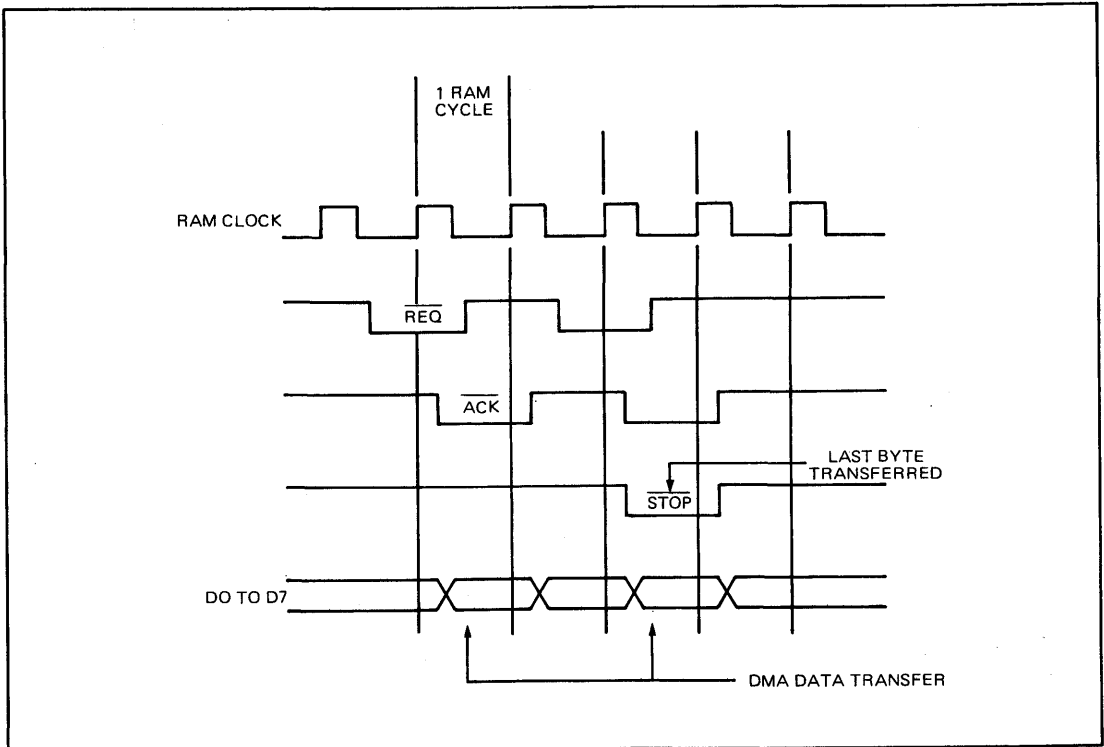 1 RAM
CYCLE
RAM CLOCK
REQ
ACK
LAST BYTE
TRANSFERRED
STOP
DO TO D7
DMA DATA TRANSFER